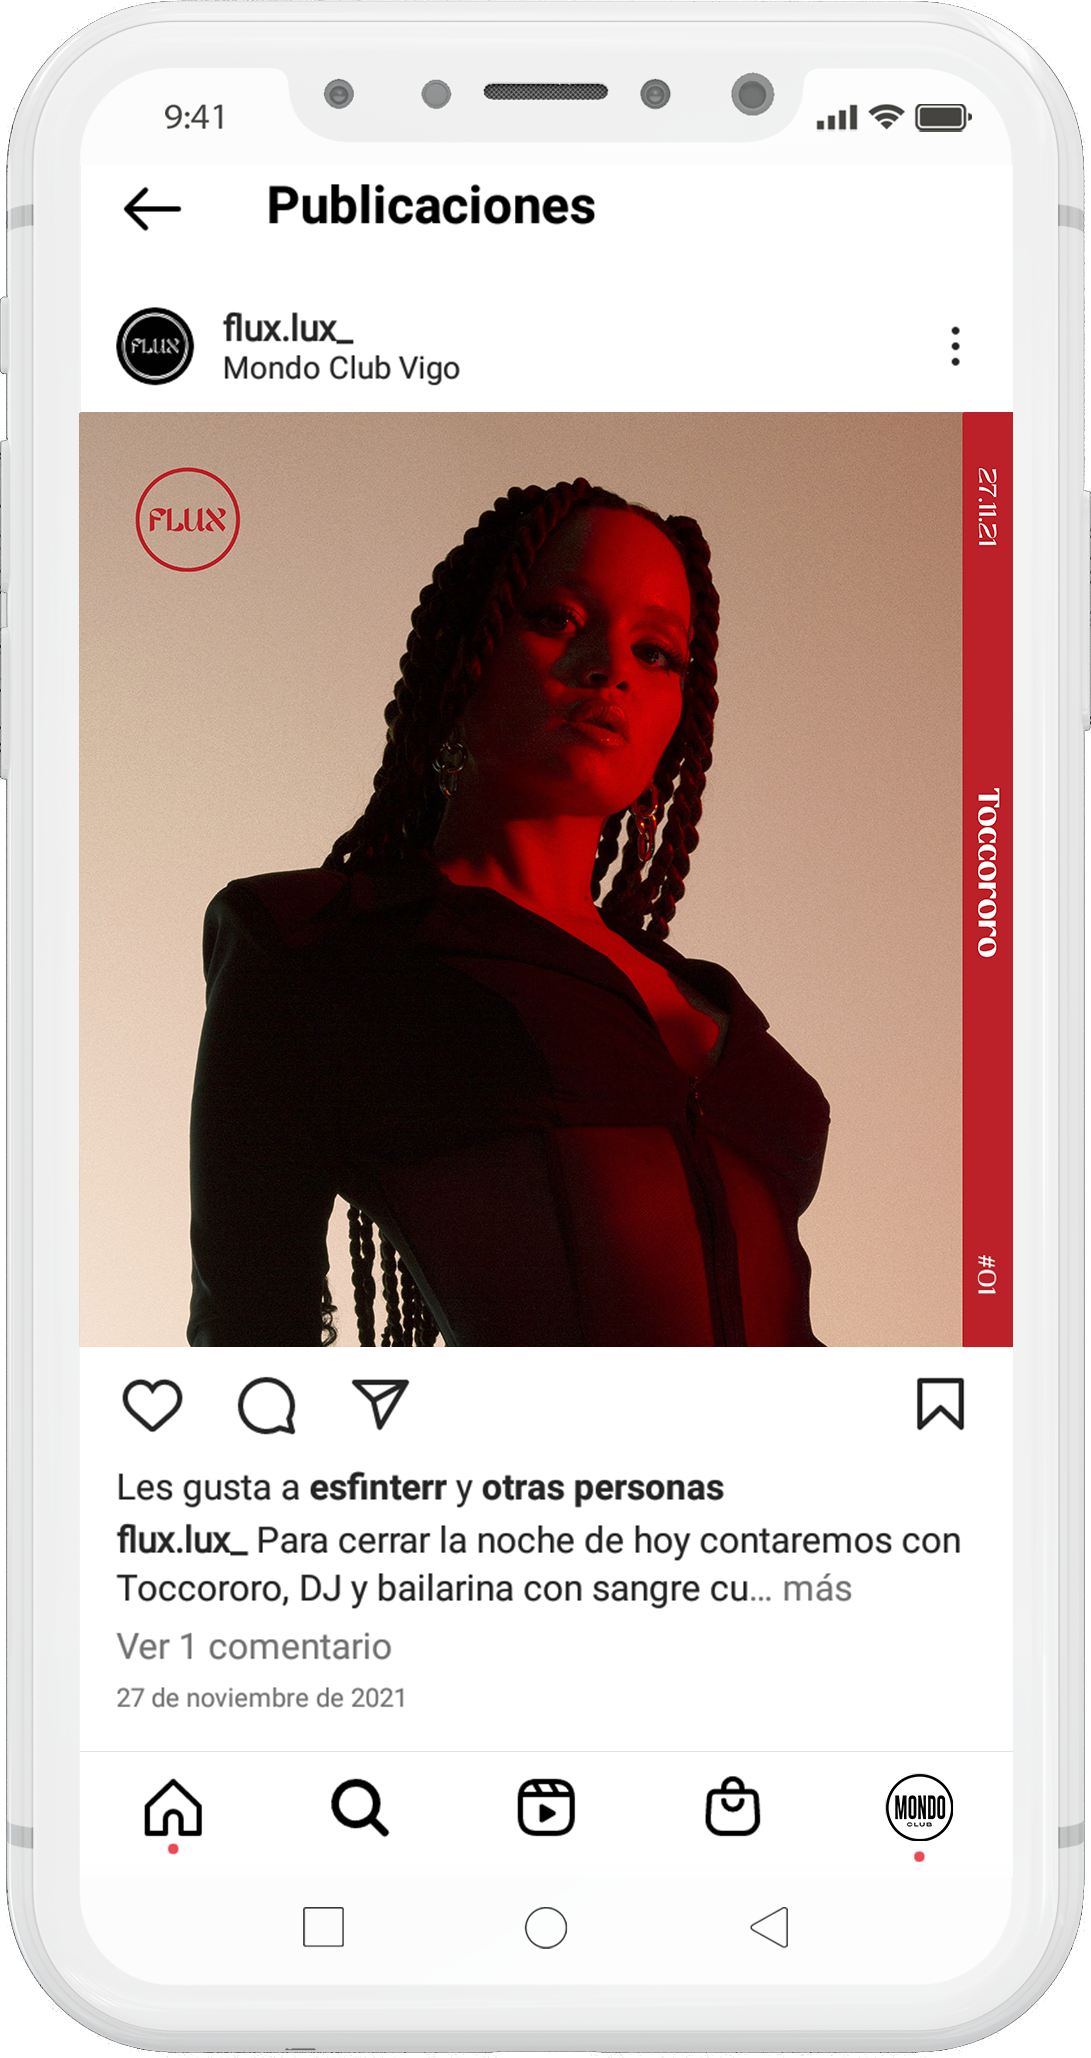 9:41
Publicaciones
FLUX
flux.lux_
Mondo Club Vigo
FLUX
27.11.21
Toccororo
#01
Les gusta a esfinterr y otras personas
flux.lux_ Para cerrar la noche de hoy contaremos con
Toccororo, DJ y bailarina con sangre cu... más
Ver 1 comentario
27 de noviembre de 2021
MONDO
CLUB